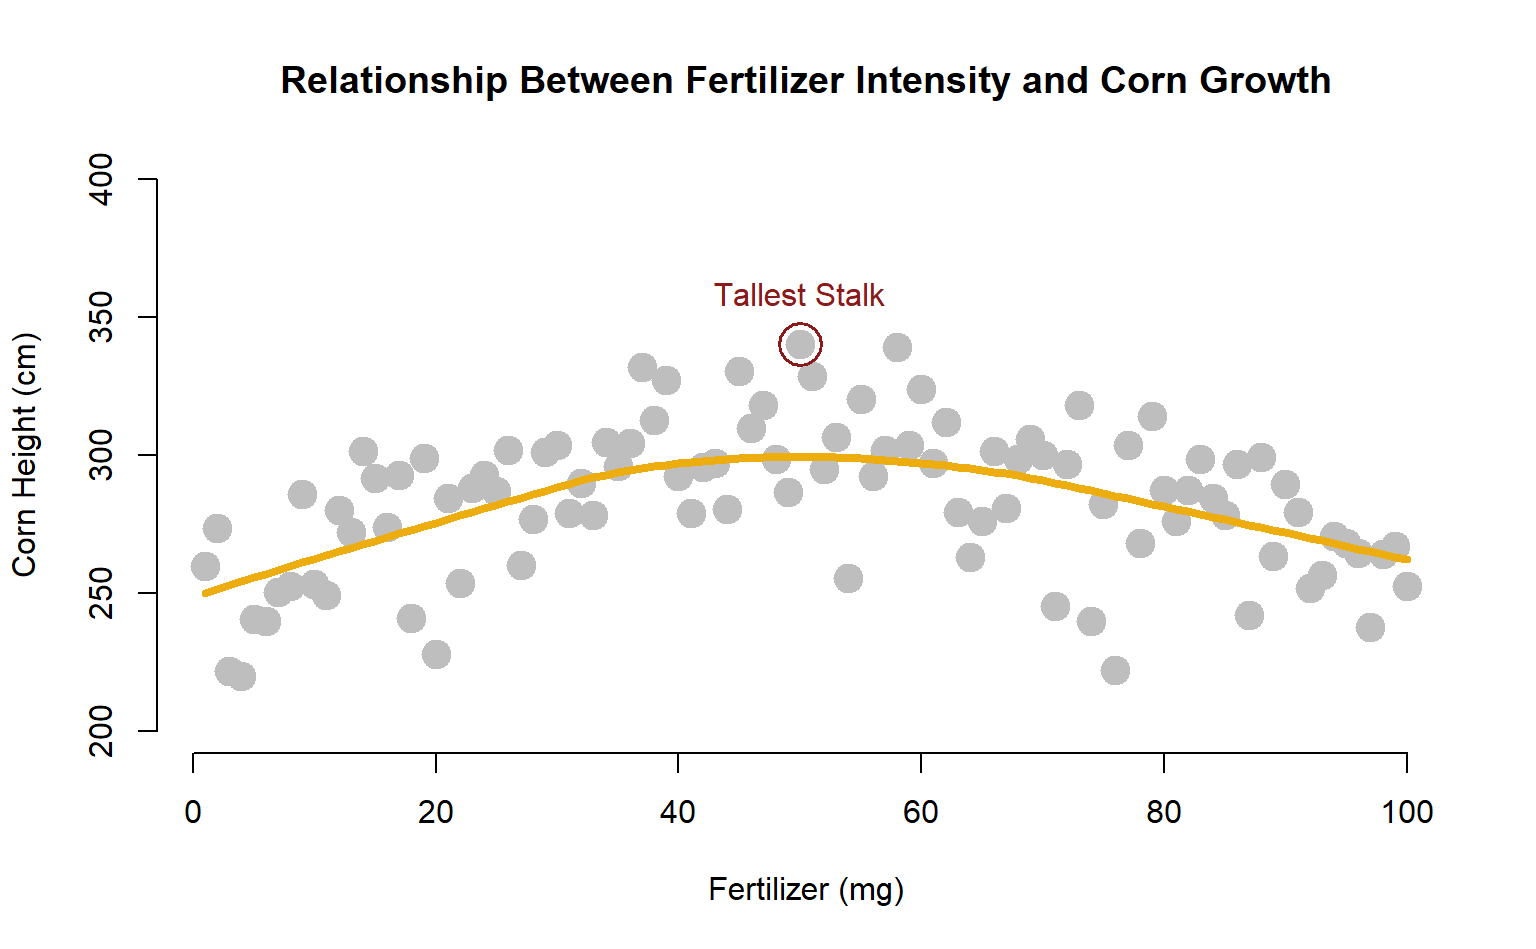 Relationship Between Fertilizer Intensity and Corn Growth
400
350
300
250
200
Corn Height (cm)
Tallest Stalk
0 20 40 60 80 100
Fertilizer (mg)